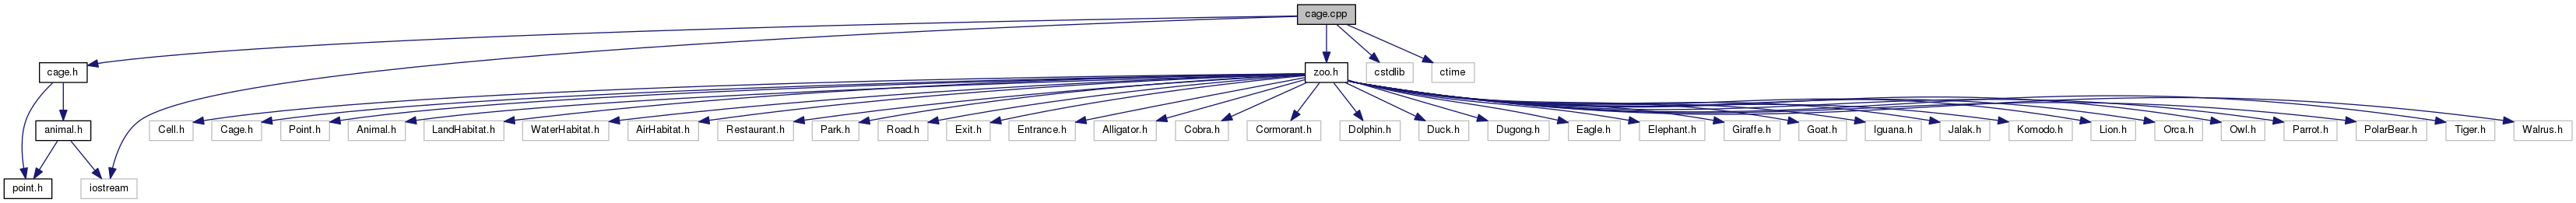 cage.cpp
cage.h
zoo.h
cstdlib
ctime
animal.h
Cell.h
Cage.h
Point.h
Animal.h
LandHabitat.h
WaterHabitat.h
AirHabitat.h
Restaurant.h
Park.h
Road.h
Exit.h
Entrance.h
Alligator.h
Cobra.h
Cormorant.h
Dolphin.h
Duck.h
Dugong.h
Eagle.h
Elephant.h
Giraffe.h
Goat.h
Iguana.h
Jalak.h
Komodo.h
Lion.h
Orca.h
Owl.h
Parrot.h
PolarBear.h
Tiger.h
Walrus.h
point.h
iostream